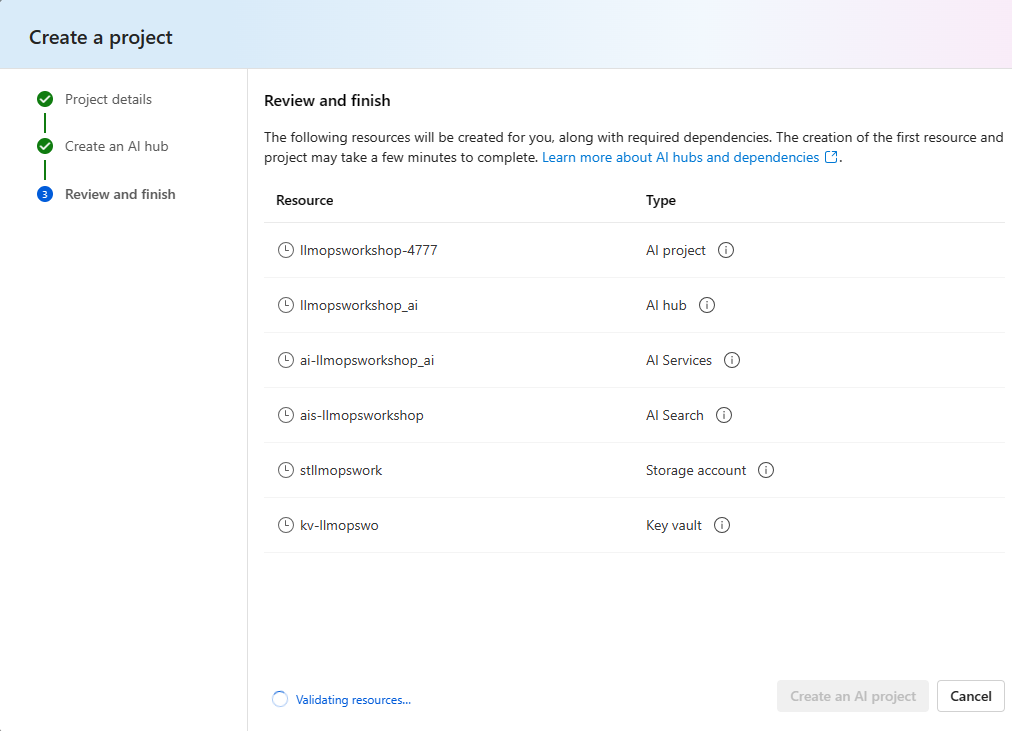 Create a project
Project details
Create an AI hub
3
Review and finish
Review and finish
The following resources will be created for you, along with required dependencies. The creation of the first resource and
project may take a few minutes to complete. Learn more about AI hubs and dependencies.
Resource Type
llmopsworkshop-4777 AI project
llmopsworkshop_ai AI hub
ai-llmopsworkshop_ai AI Services
ais-llmopsworkshop AI Search
stllmopswork Storage account
kv-llmopswo Key vault
Validating resources...
Create an AI project Cancel